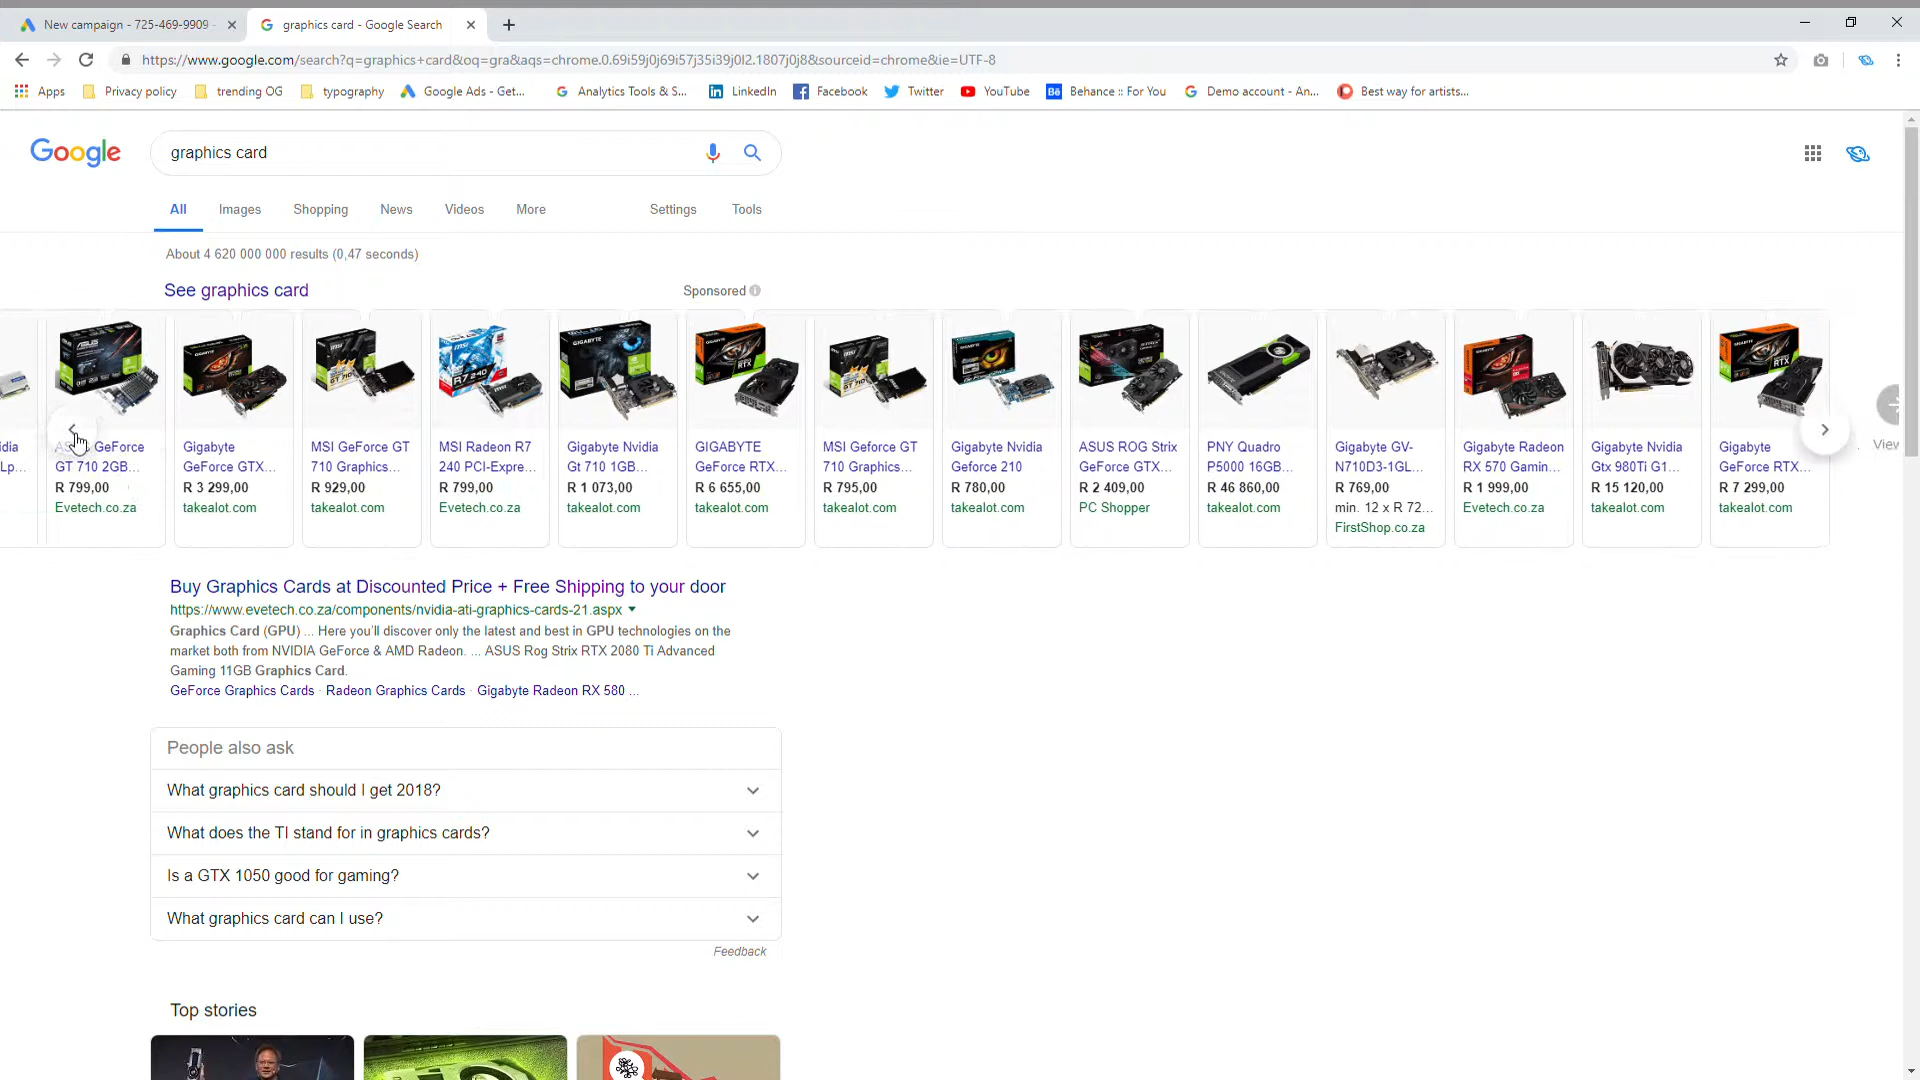 New campaign - 725-469-9909 -
graphics card - Google Search
https://www.google.com/search?q=graphics+card&oq=gra&aqs=chrome.0.69i59j0j69i57j35i39j0l2.1807j0j8&sourceid=chrome&ie=UTF-8
Apps Privacy policy trending OG typography Google Ads - Get... Analytics Tools & S... LinkedIn Facebook Twitter YouTube Behance :: For You Demo account - An... Best way for artists...
Google
graphics card
All Images Shopping News Videos More Settings Tools
About 4 620 000 000 results (0,47 seconds)
See graphics card
Sponsored
idia
Lp...
GeForce
GT 710 2GB...
R 799,00
Evetech.co.za
Gigabyte
GeForce GTX...
R 3 299,00
takealot.com
MSI GeForce GT
710 Graphics...
R 929,00
takealot.com
MSI Radeon R7
240 PCI-Expre...
R 799,00
Evetech.co.za
Gigabyte Nvidia
Gt 710 1GB...
R 1 073,00
takealot.com
GIGABYTE
GeForce RTX...
R 6 655,00
takealot.com
MSI Geforce GT
710 Graphics...
R 795,00
takealot.com
Gigabyte Nvidia
Geforce 210
R 780,00
takealot.com
ASUS ROG Strix
GeForce GTX...
R 2 409,00
PC Shopper
PNY Quadro
P5000 16GB...
R 46 860,00
takealot.com
Gigabyte GV-
N710D3-1GL...
R 769,00
min. 12 x R 72...
FirstShop.co.za
Gigabyte Radeon
RX 570 Gamin...
R 1 999,00
Evetech.co.za
Gigabyte Nvidia
Gtx 980Ti G1...
R 15 120,00
takealot.com
Gigabyte
GeForce RTX...
R 7 299,00
takealot.com
View
Buy Graphics Cards at Discounted Price + Free Shipping to your door
https://www.evetech.co.za/components/nvidia-ati-graphics-cards-21.aspx
Graphics Card (GPU) ... Here you'll discover only the latest and best in GPU technologies on the
market both from NVIDIA GeForce & AMD Radeon. ... ASUS Rog Strix RTX 2080 Ti Advanced
Gaming 11GB Graphics Card.
GeForce Graphics Cards · Radeon Graphics Cards · Gigabyte Radeon RX 580 ...
People also ask
What graphics card should I get 2018?
What does the TI stand for in graphics cards?
Is a GTX 1050 good for gaming?
What graphics card can I use?
Feedback
Top stories